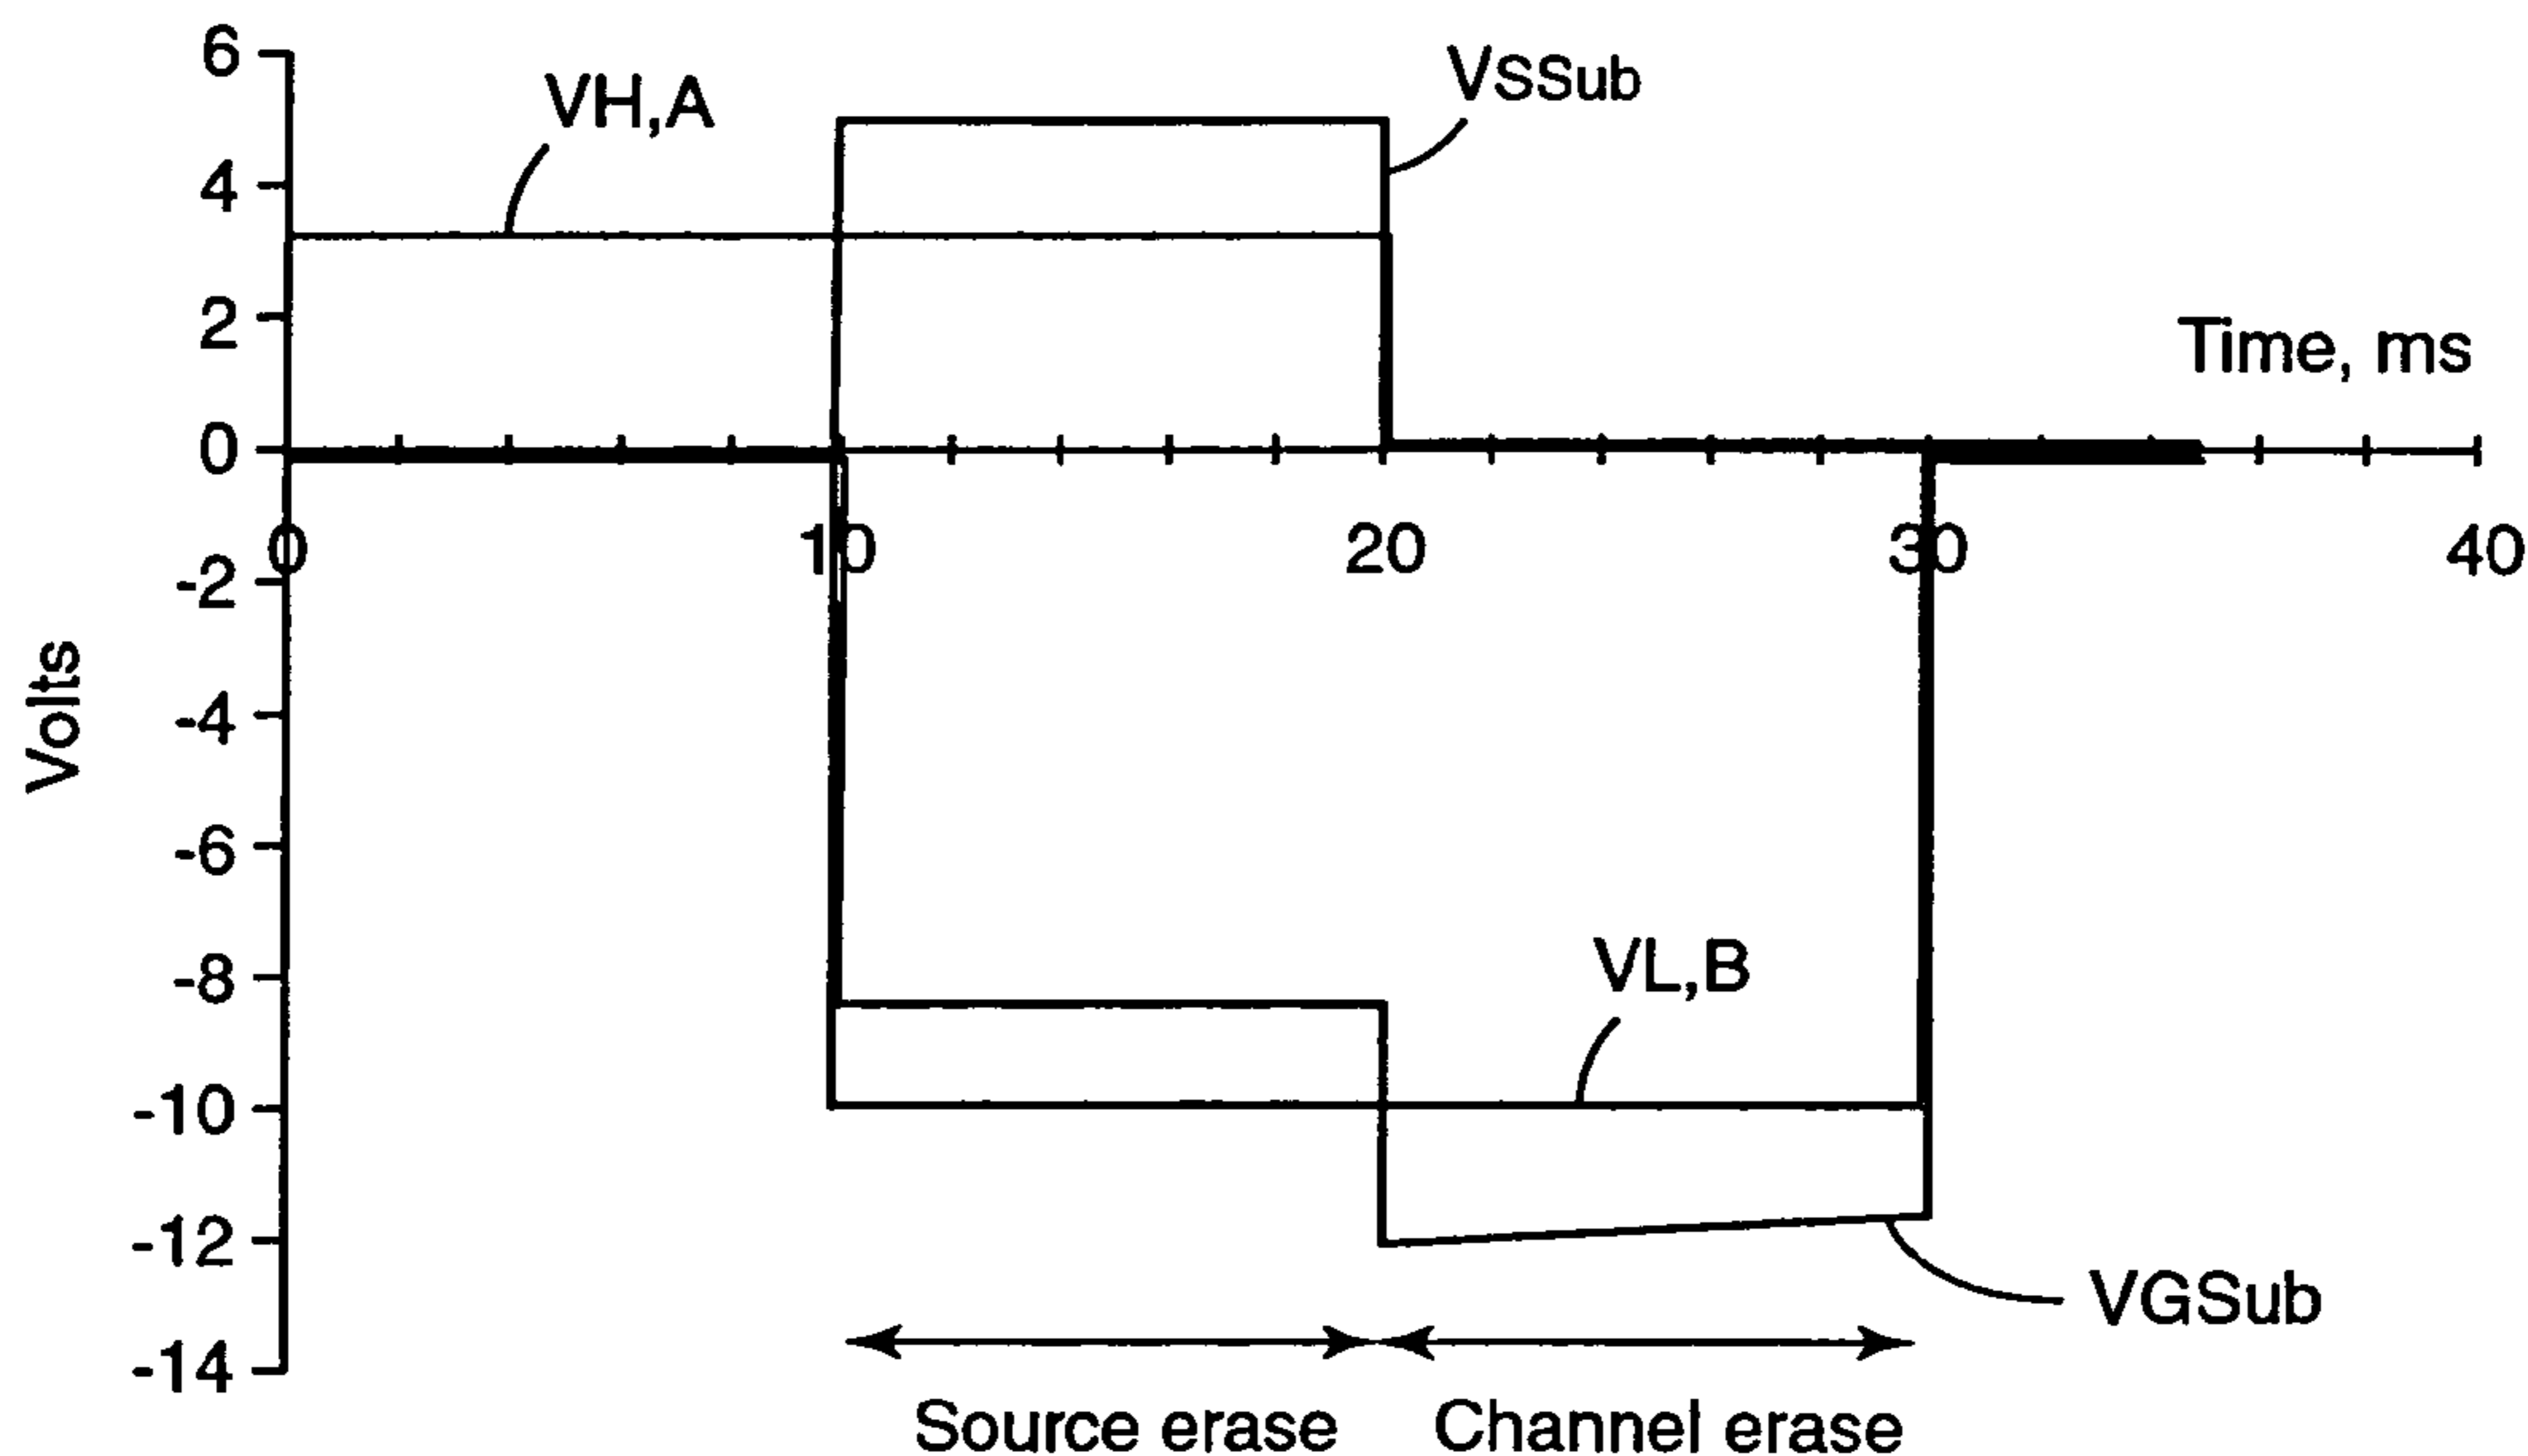 6
VH,A
VSSub
4
2
Time, ms
0
0 10 20 30 40
-2
Volts
-4
-6
-8
VL,B
-10
-12
VGSub
-14
Source erase Channel erase